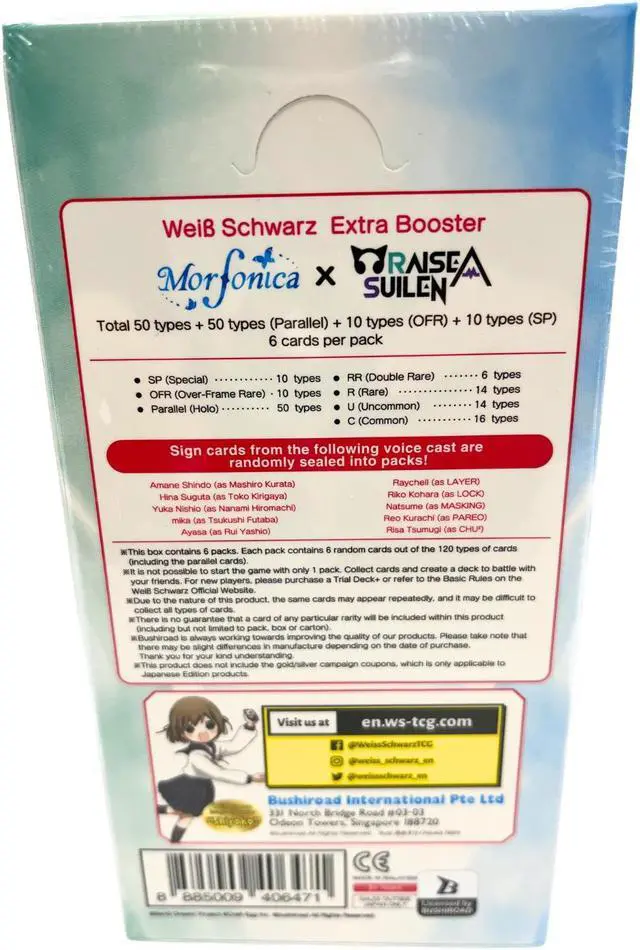 Weiß Schwarz Extra Booster
Morfonica x RAISE A SUILEN
Total 50 types + 50 types (Parallel) + 10 types (OFR) + 10 types (SP)
6 cards per pack
● SP (Special) ············ 10 types
● OFR (Over-Frame Rare) · 10 types
● Parallel (Holo) ·········· 50 types
● RR (Double Rare) ······· 6 types
● R (Rare) ··············· 14 types
● U (Uncommon) ········ 14 types
● C (Common) ··········· 16 types
Sign cards from the following voice cast are
randomly sealed into packs!
Amane Shindo (as Mashiro Kurata)
Hina Suguta (as Toko Kirigaya)
Yuka Nishio (as Nanami Hiromachi)
mika (as Tsukushi Futaba)
Ayasa (as Rui Yashio)
Raychell (as LAYER)
Riko Kohara (as LOCK)
Natsume (as MASKING)
Reo Kurachi (as PAREO)
Risa Tsumugi (as CHU²)
※This box contains 6 packs. Each pack contains 6 random cards out of the 120 types of cards
(including the parallel cards).
※It is not possible to start the game with only 1 pack. Collect cards and create a deck to battle with
your friends. For new players, please purchase a Trial Deck+ or refer to the Basic Rules on the
Weiß Schwarz Official Website.
※Due to the nature of this product, the same cards may appear repeatedly, and it may be difficult to
collect all types of cards.
※There is no guarantee that a card of any particular rarity will be included within this product
(including but not limited to pack, box or carton).
※Bushiroad is always working towards improving the quality of our products. Please take note that
there may be slight differences in manufacture depending on the date of purchase.
Thank you for your kind understanding.
※This product does not include the gold/silver campaign coupons, which is only applicable to
Japanese Edition products.
Visit us at en.ws-tcg.com
@WeissSchwarzTCG
@weiss_schwarz_en
@weissschwarz_en
Bushiroad International Pte Ltd
331 North Bridge Road #03-03
Odeon Towers, Singapore 188720
8 885009 406471
CE
Licensed by
BUSHIROAD